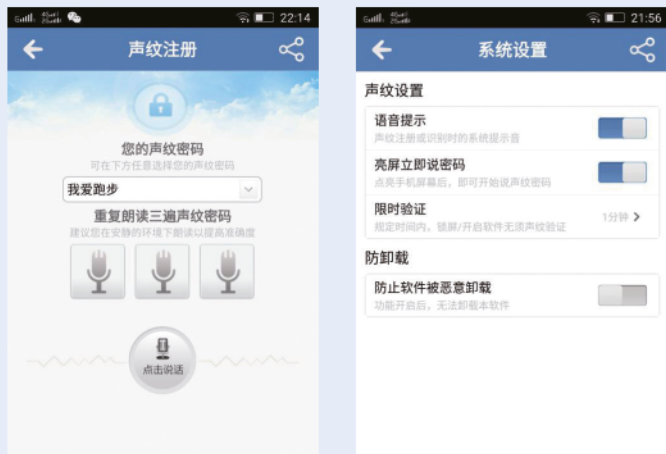 22:14
声纹注册
您的声纹密码
可在下方任意选择您的声纹密码
我爱跑步
重复朗读三遍声纹密码
建议您在安静的环境下朗读以提高准确度
点击说话
21:56
系统设置
声纹设置
语音提示
声纹注册或识别时的系统提示音
亮屏立即说密码
点亮手机屏幕后，即可开始说声纹密码
限时验证
规定时间内，锁屏/开启软件无须声纹验证
1分钟
防卸载
防止软件被恶意卸载
功能开启后，无法卸载本软件